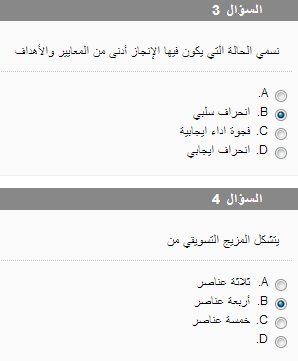 السؤال 3
نسمي الحالة التي يكون فيها الإنجاز أدنى من المعايير والأهداف
.A
.B انحراف سلبي
.C فجوة اداء ايجابية
.D انحراف ايجابي
السؤال 4
يتشكل المزيج التسويقي من
.A ثلاثة عناصر
.B أربعة عناصر
.C خمسة عناصر
.D